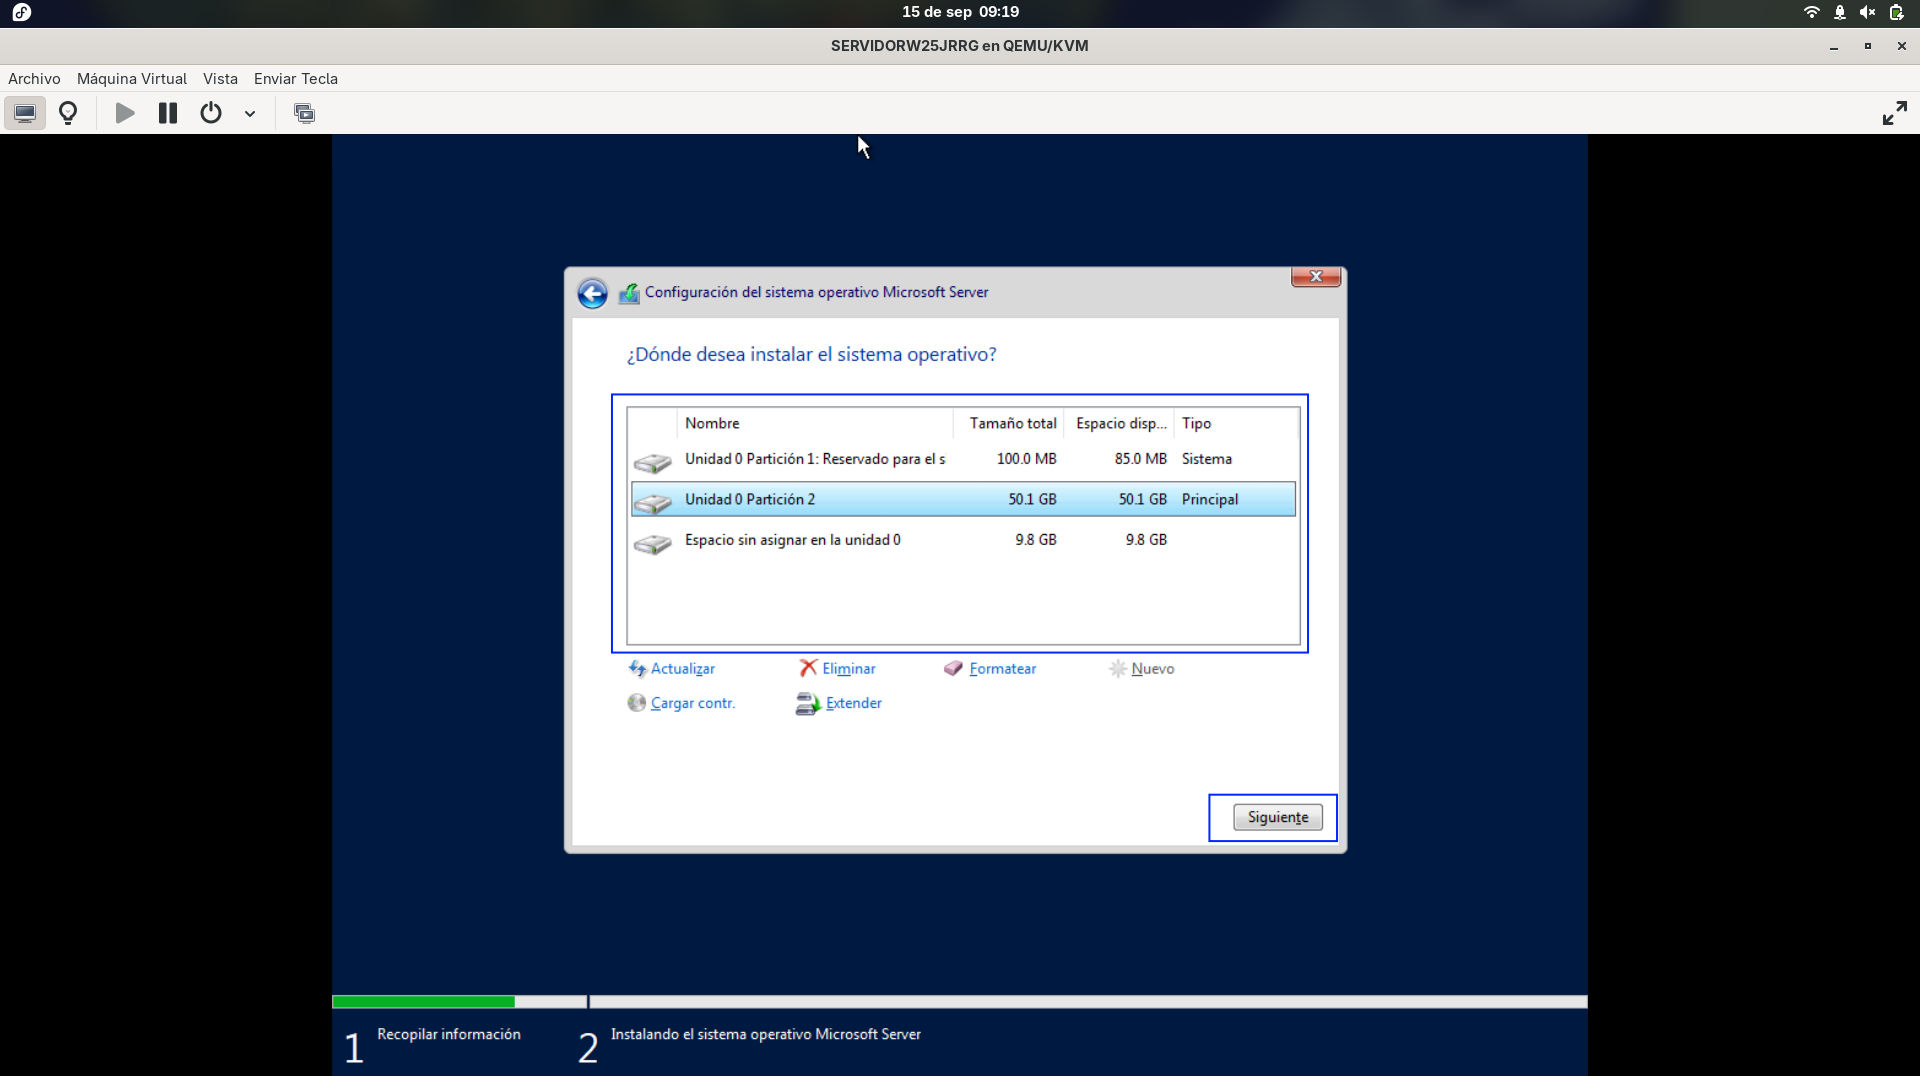 15 de sep 09:19
SERVIDORW25JRRG en QEMU/KVM
Archivo Máquina Virtual Vista Enviar Tecla
Configuración del sistema operativo Microsoft Server
¿Dónde desea instalar el sistema operativo?
Nombre Tamaño total Espacio disp... Tipo
Unidad 0 Partición 1: Reservado para el s 100.0 MB 85.0 MB Sistema
Unidad 0 Partición 2 50.1 GB 50.1 GB Principal
Espacio sin asignar en la unidad 0 9.8 GB 9.8 GB
Actualizar Eliminar Formatear Nuevo
Cargar contr. Extender
Siguiente
1 Recopilar información 2 Instalando el sistema operativo Microsoft Server